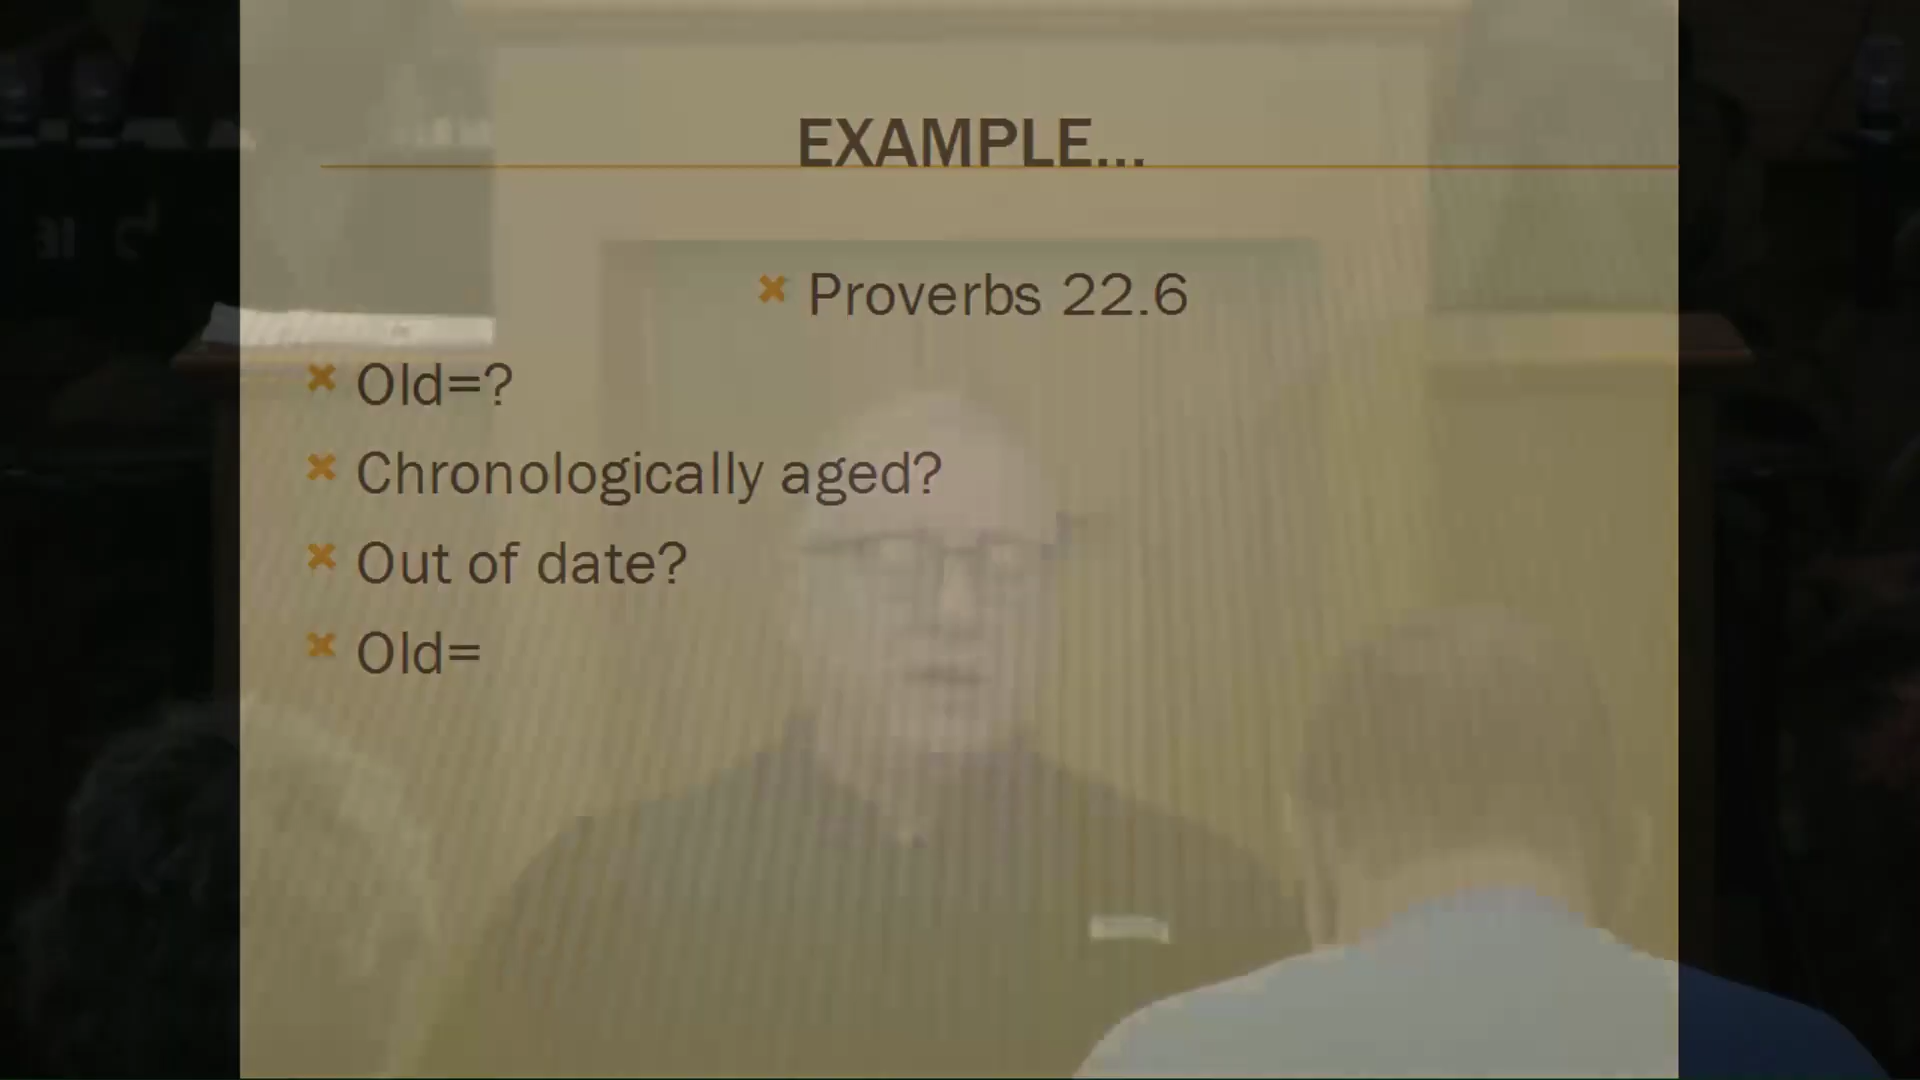 EXAMPLE...
Proverbs 22.6
Old=?
Chronologically aged?
Out of date?
Old=